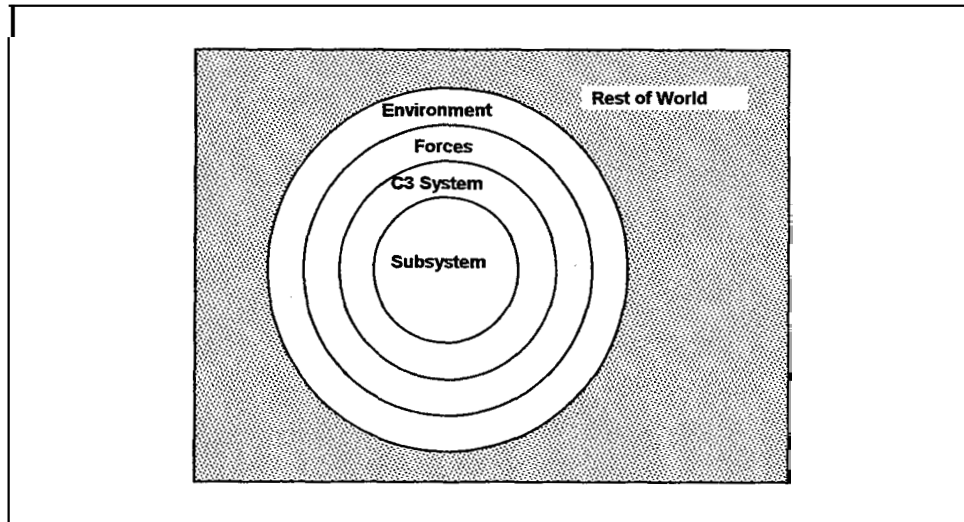 Rest of World
Environment
Forces
C3 System
Subsystem